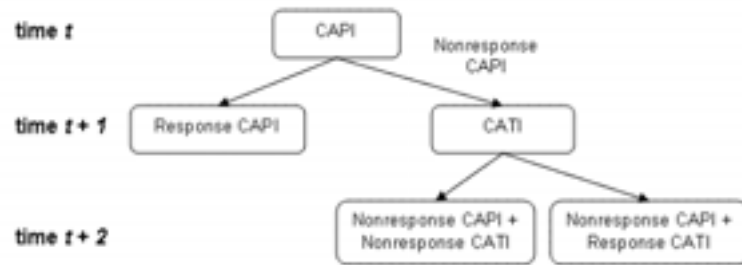 time t
CAPI
Nonresponse
CAPI
time t + 1
Response CAPI
CATI
time t + 2
Nonresponse CAPI +
Nonresponse CATI
Nonresponse CAPI +
Response CATI